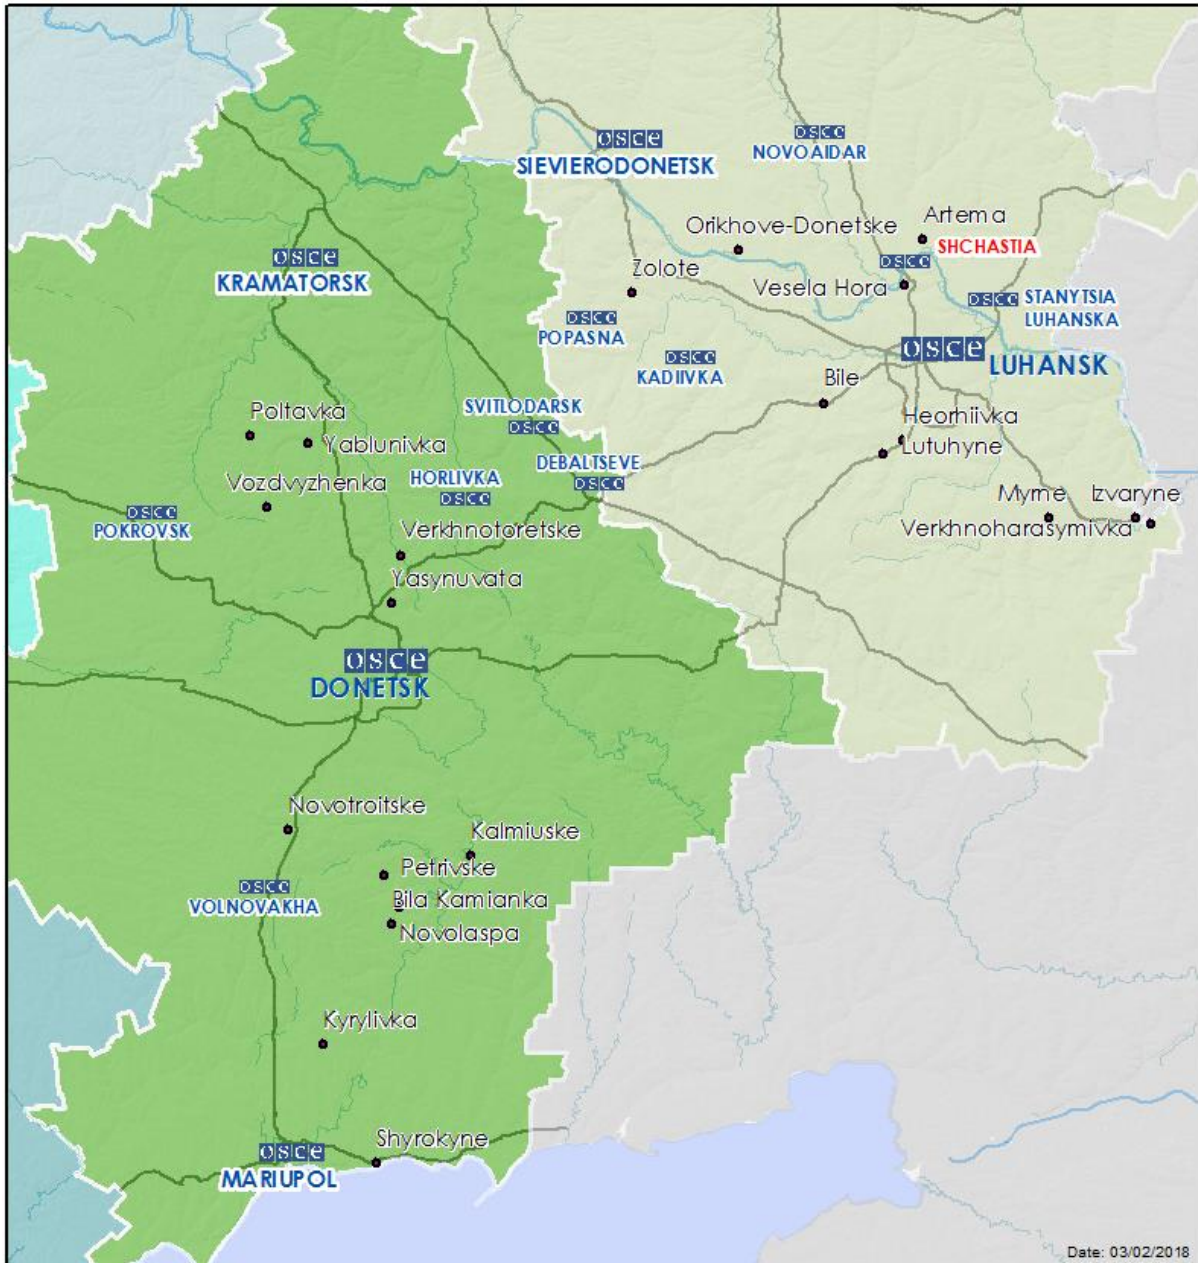 OSCE
SIEVIERODONETSK
OSCE
NOVOAIDAR
Orikhove-Donetske
Artema
SHCHASTIA
OSCE
OSCE
KRAMATORSK
Zolote
Vesela Hora
OSCE
STANYTSIA
LUHANSKA
OSCE
POPASNA
OSCE
KADIIVKA
OSCE
LUHANSK
Bile
SVITLODARSK
OSCE
Poltavka
Yablunivka
Heorhiivka
Lutuhyne
DEBALTSEVE
OSCE
HORLIVKA
OSCE
Vozdvyzhenka
OSCE
POKROVSK
Myrne
Izvaryne
Verkhnoharasymivka
Verkhnotoretske
Yasynuvata
OSCE
DONETSK
Novotroitske
Kalmiuske
Petrivske
OSCE
VOLNOVAKHA
Bila Kamianka
Novolaspa
Kyrylivka
Shyrokyne
OSCE
MARIUPOL
Date: 03/02/2018